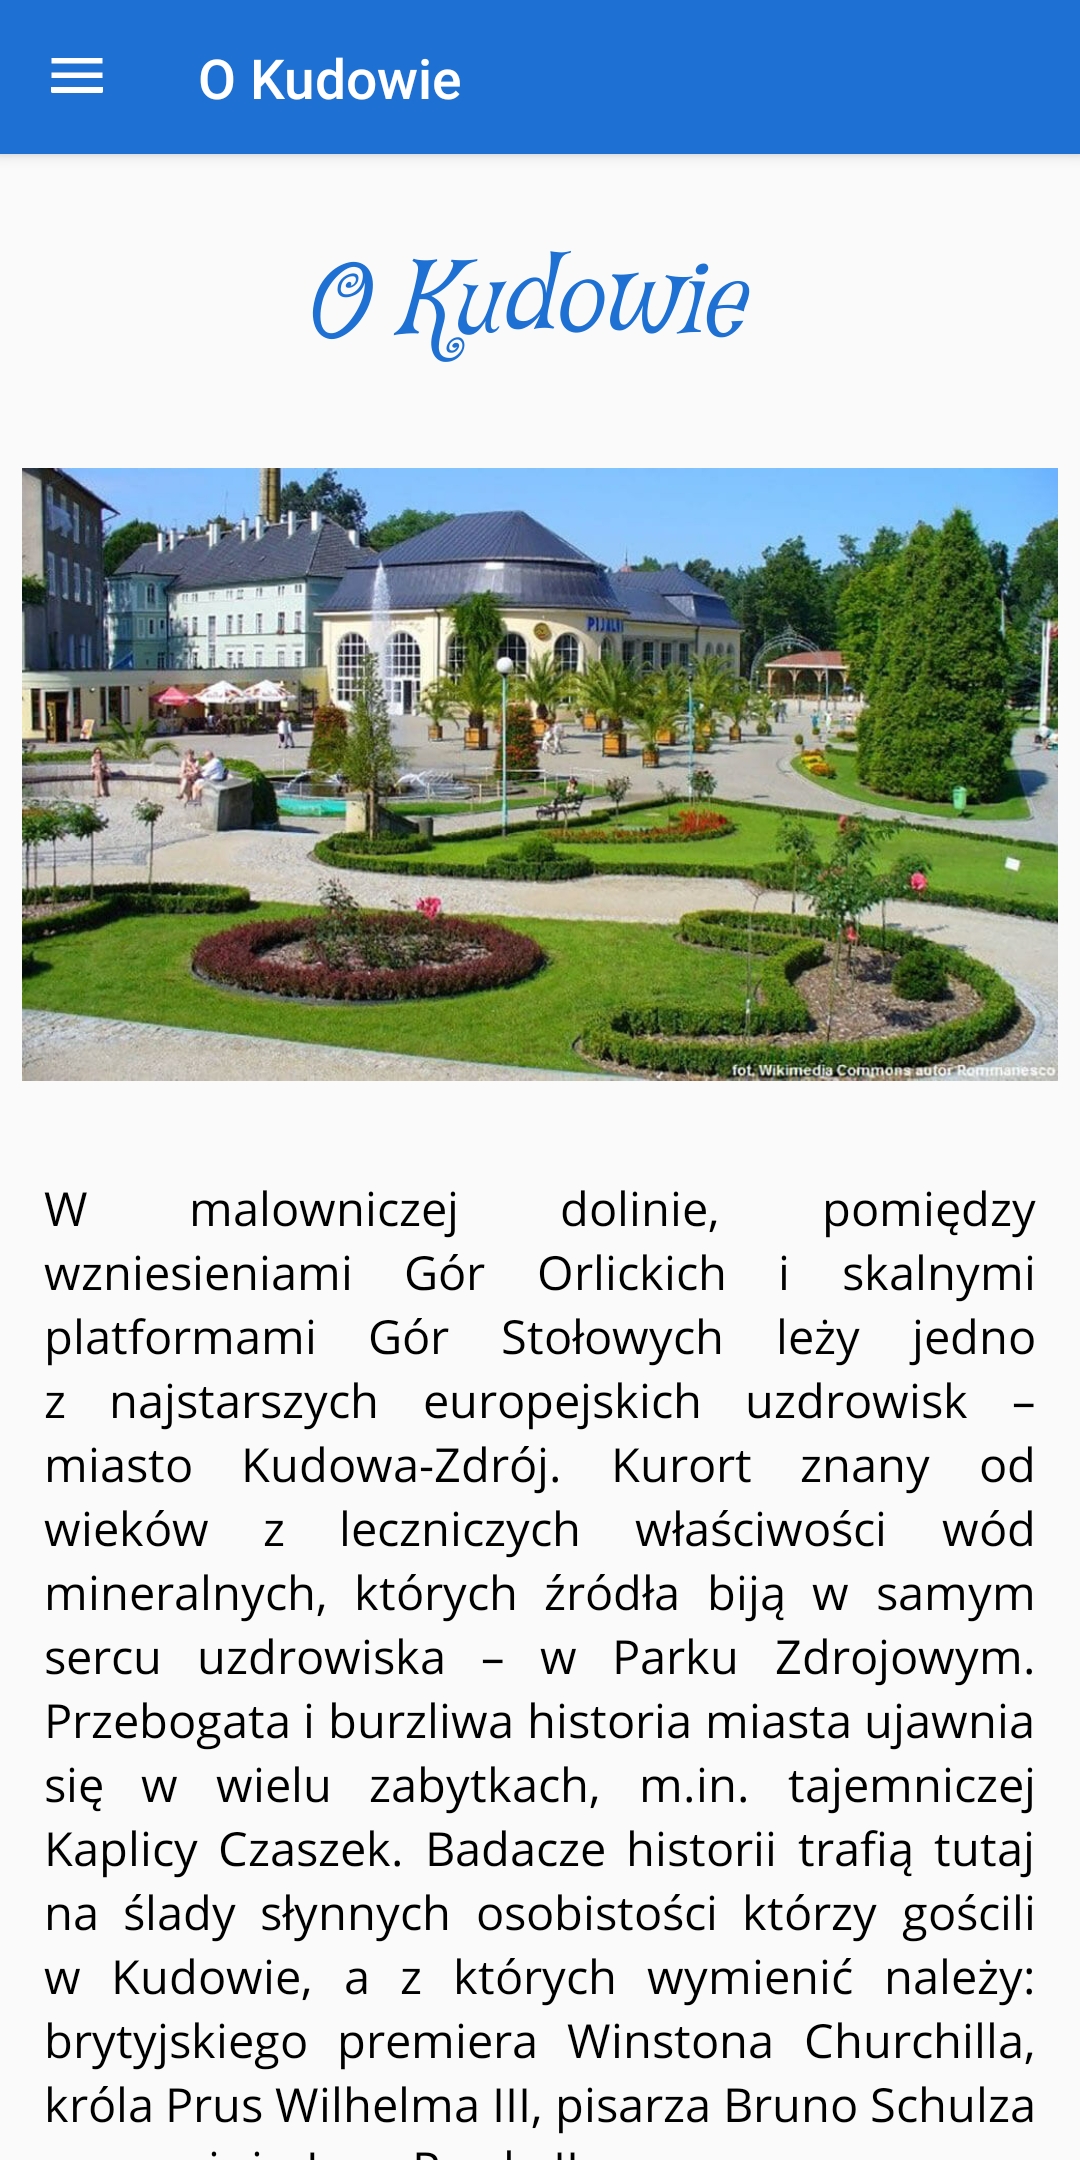 O Kudowie
O Kudowie
PIJALN
fot. Wikimedia Commons autor Rommanesco
W malowniczej dolinie, pomiędzy
wzniesieniami Gór Orlickich i skalnymi
platformami Gór Stołowych leży jedno
z najstarszych europejskich uzdrowisk –
miasto Kudowa-Zdrój. Kurort znany od
wieków z leczniczych właściwości wód
mineralnych, których źródła biją w samym
sercu uzdrowiska – w Parku Zdrojowym.
Przebogata i burzliwa historia miasta ujawnia
się w wielu zabytkach, m.in. tajemniczej
Kaplicy Czaszek. Badacze historii trafią tutaj
na ślady słynnych osobistości którzy gościli
w Kudowie, a z których wymienić należy:
brytyjskiego premiera Winstona Churchilla,
króla Prus Wilhelma III, pisarza Bruno Schulza